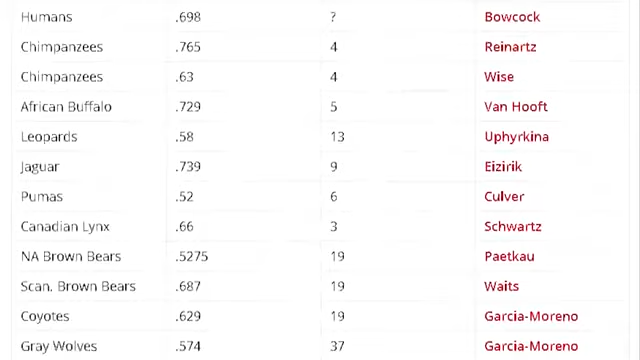 Humans .698 ? Bowcock
Chimpanzees .765 4 Reinartz
Chimpanzees .63 4 Wise
African Buffalo .729 5 Van Hooft
Leopards .58 13 Uphyrkina
Jaguar .739 9 Eizirik
Pumas .52 6 Culver
Canadian Lynx .66 3 Schwartz
NA Brown Bears .5275 19 Paetkau
Scan. Brown Bears .687 19 Waits
Coyotes .629 19 Garcia-Moreno
Gray Wolves .574 37 Garcia-Moreno